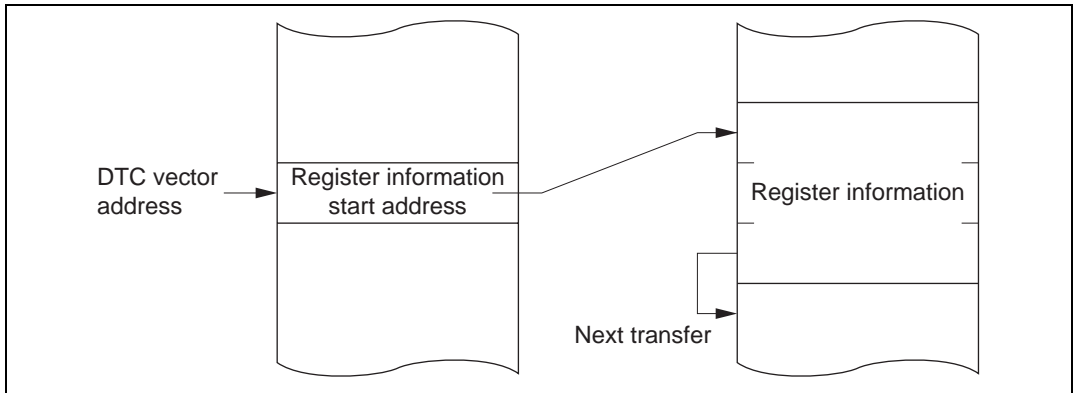 DTC vector
address
Register information
start address
Register information
Next transfer